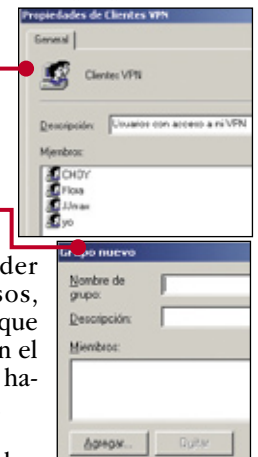 Propiedades de Clientes VPN
General
Clientes VPN
Descripción: Usuarios con acceso a mi VPN
Miembros:
CHDY
Flora
JJmax
yo
Grupo nuevo
Nombre de
grupo:
Descripción:
Miembros:
Agregar... Quitar
der
sos,
que
n el
ha-